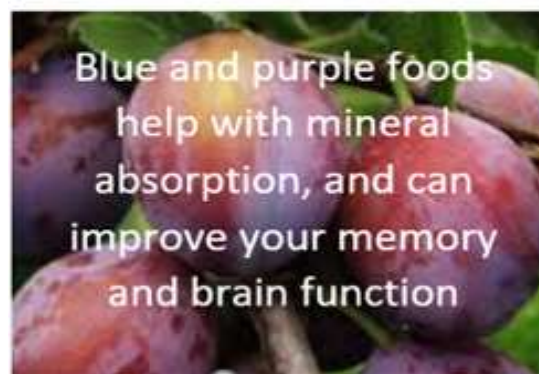 Blue and purple foods
help with mineral
absorption, and can
improve your memory
and brain function